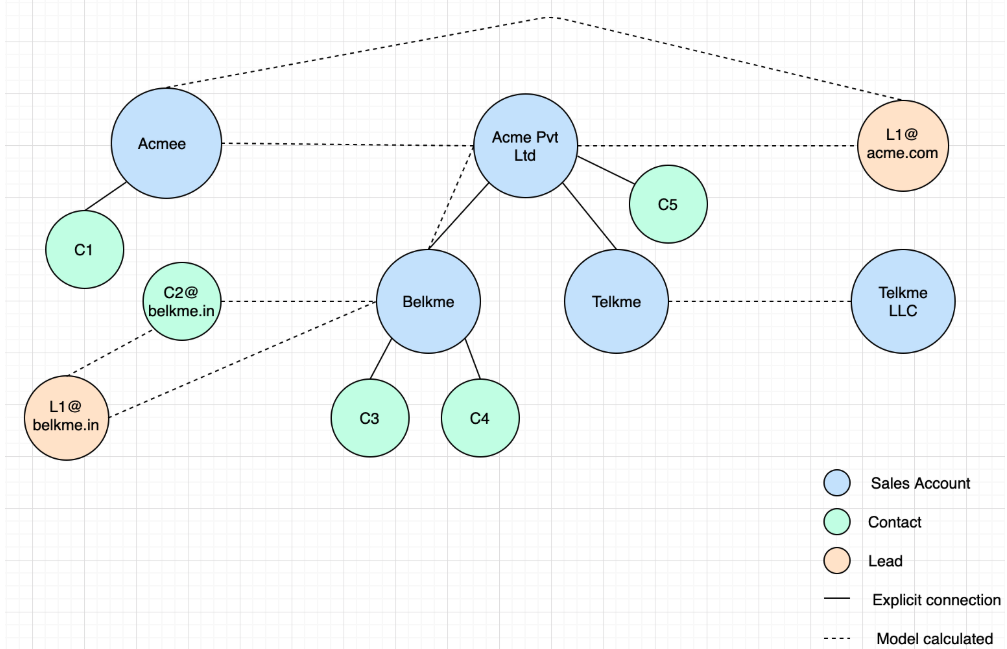 Acmee
Acme Pvt
Ltd
L1@
acme.com
C1
C5
C2@
belkme.in
Belkme
Telkme
Telkme
LLC
L1@
belkme.in
C3
C4
Sales Account
Contact
Lead
Explicit connection
Model calculated